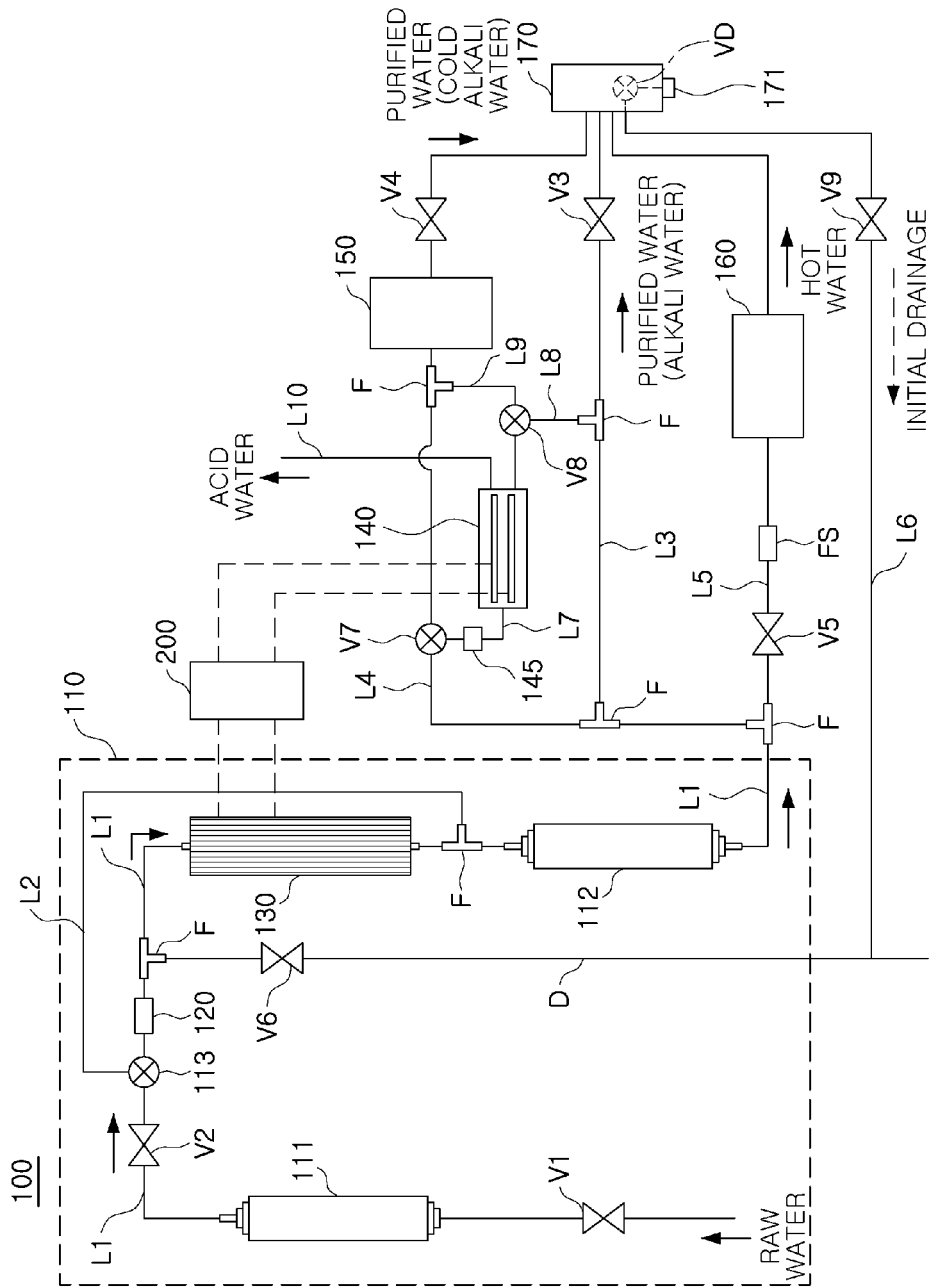 100
110
RAW
WATER
V1
111
L1
V2
113
120
F
L1
L2
V6
D
130
F
112
L1
200
F
F
L4
V7
145
L7
140
ACID
WATER
L10
F
L9
V8
L8
F
L3
150
V4
PURIFIED
WATER
(COLD
ALKALI
WATER)
V3
PURIFIED WATER
(ALKALI WATER)
V5
L5
FS
160
HOT
WATER
V9
L6
INITIAL DRAINAGE
170
VD
171